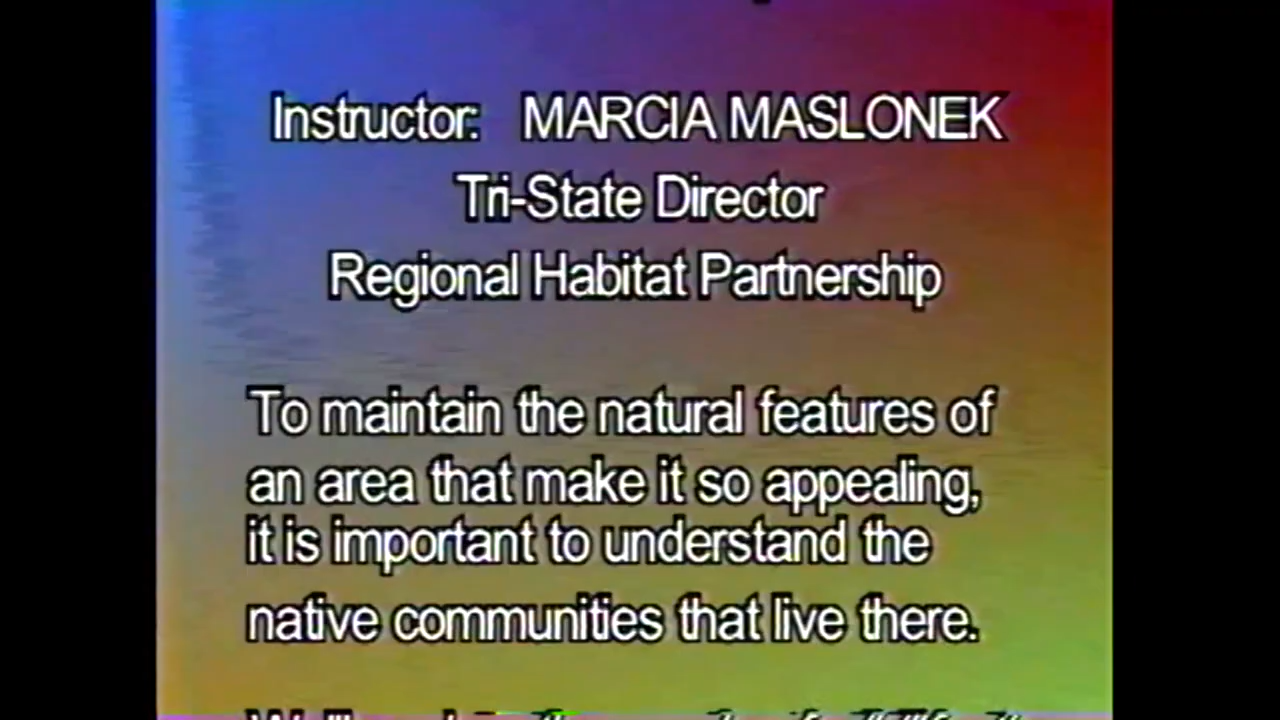 Instructor: MARCIA MASLONEK
Tri-State Director
Regional Habitat Partnership
To maintain the natural features of
an area that make it so appealing,
it is important to understand the
native communities that live there.